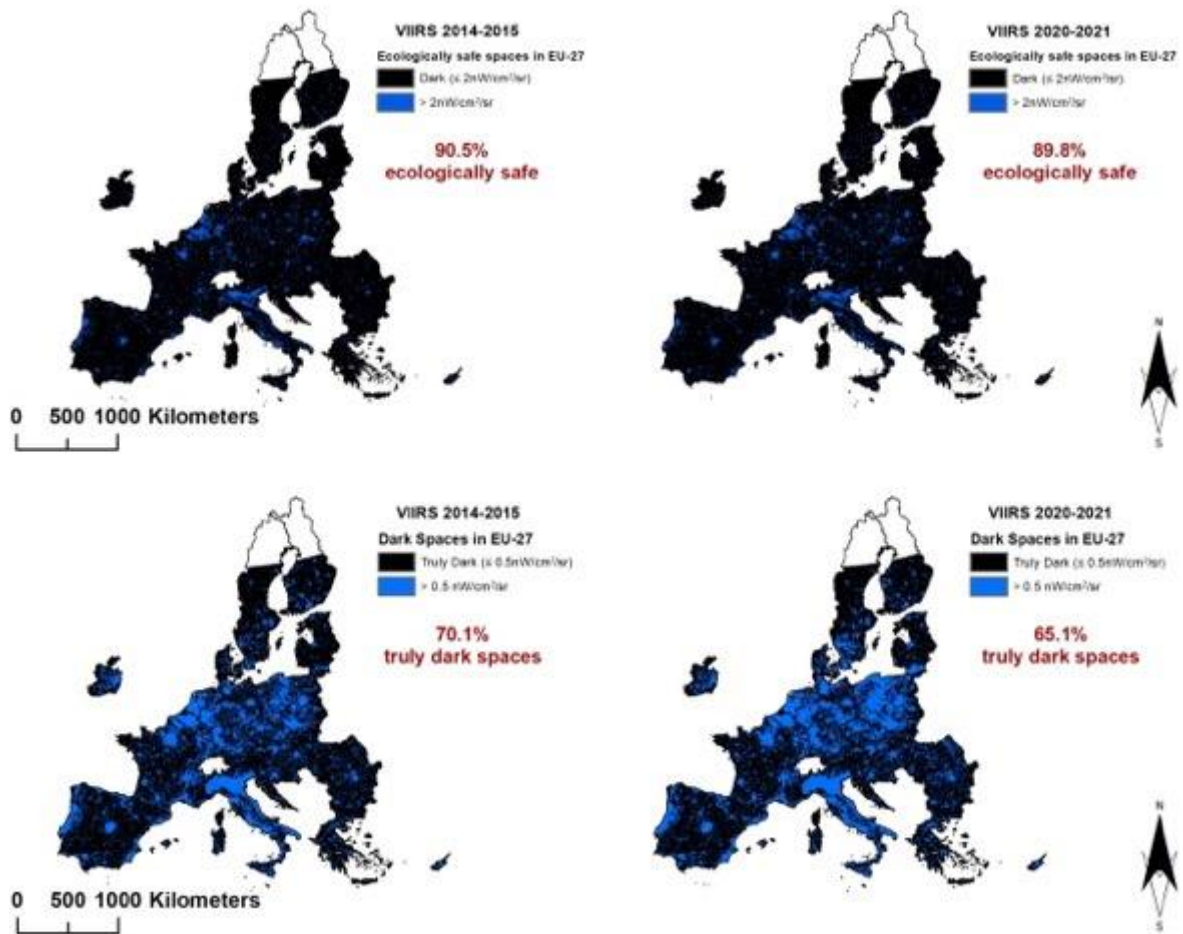 VIIRS 2014-2015
Ecologically safe spaces in EU-27
Dark (≤ 2nW/cm²/sr)
> 2nW/cm²/sr
90.5%
ecologically safe
0 500 1000 Kilometers
VIIRS 2020-2021
Ecologically safe spaces in EU-27
Dark (≤ 2nW/cm²/sr)
> 2nW/cm²/sr
89.8%
ecologically safe
N
S
VIIRS 2014-2015
Dark Spaces in EU-27
Truly Dark (≤ 0.5nW/cm²/sr)
> 0.5 nW/cm²/sr
70.1%
truly dark spaces
0 500 1000 Kilometers
VIIRS 2020-2021
Dark Spaces in EU-27
Truly Dark (≤ 0.5nW/cm²/sr)
> 0.5 nW/cm²/sr
65.1%
truly dark spaces
N
S